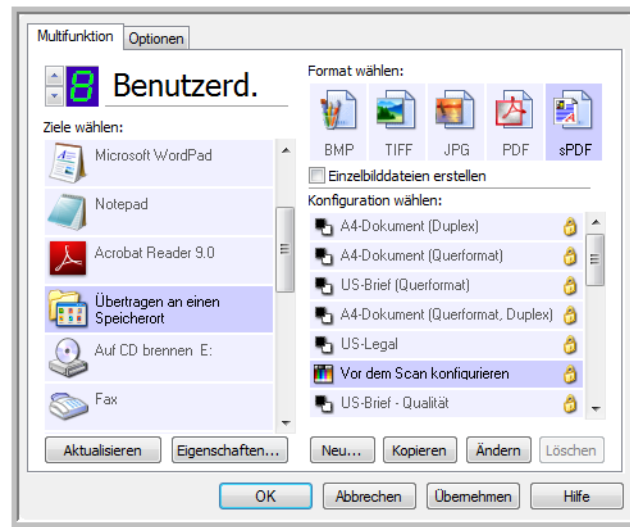 Multifunktion Optionen
8 Benutzerd.
Ziele wählen:
Microsoft WordPad
Notepad
Acrobat Reader 9.0
Übertragen an einen
Speicherort
Auf CD brennen E:
Fax
Aktualisieren Eigenschaften...
Format wählen:
BMP TIFF JPG PDF sPDF
Einzelbilddateien erstellen
Konfiguration wählen:
A4-Dokument (Duplex)
A4-Dokument (Querformat)
US-Brief (Querformat)
A4-Dokument (Querformat, Duplex)
US-Legal
Vor dem Scan konfigurieren
US-Brief - Qualität
Neu... Kopieren Ändern Löschen
OK Abbrechen Übernehmen Hilfe